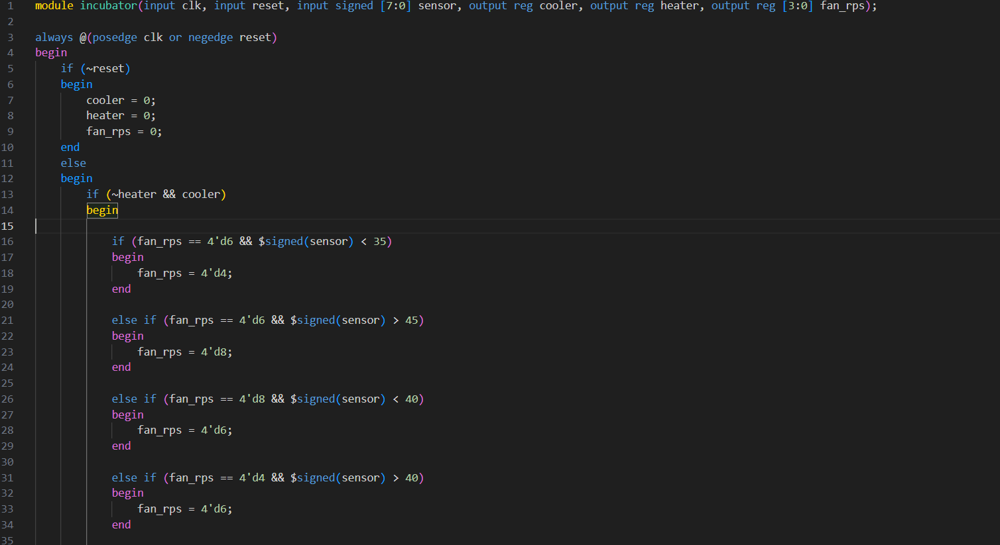 1 module incubator(input clk, input reset, input signed [7:0] sensor, output reg cooler, output reg heater, output reg [3:0] fan_rps);
2
3 always @(posedge clk or negedge reset)
4 begin
5     if (~reset)
6     begin
7         cooler = 0;
8         heater = 0;
9         fan_rps = 0;
10     end
11     else
12     begin
13         if (~heater && cooler)
14         begin
15
16             if (fan_rps == 4'd6 && $signed(sensor) < 35)
17             begin
18                 fan_rps = 4'd4;
19             end
20
21             else if (fan_rps == 4'd6 && $signed(sensor) > 45)
22             begin
23                 fan_rps = 4'd8;
24             end
25
26             else if (fan_rps == 4'd8 && $signed(sensor) < 40)
27             begin
28                 fan_rps = 4'd6;
29             end
30
31             else if (fan_rps == 4'd4 && $signed(sensor) > 40)
32             begin
33                 fan_rps = 4'd6;
34             end
35